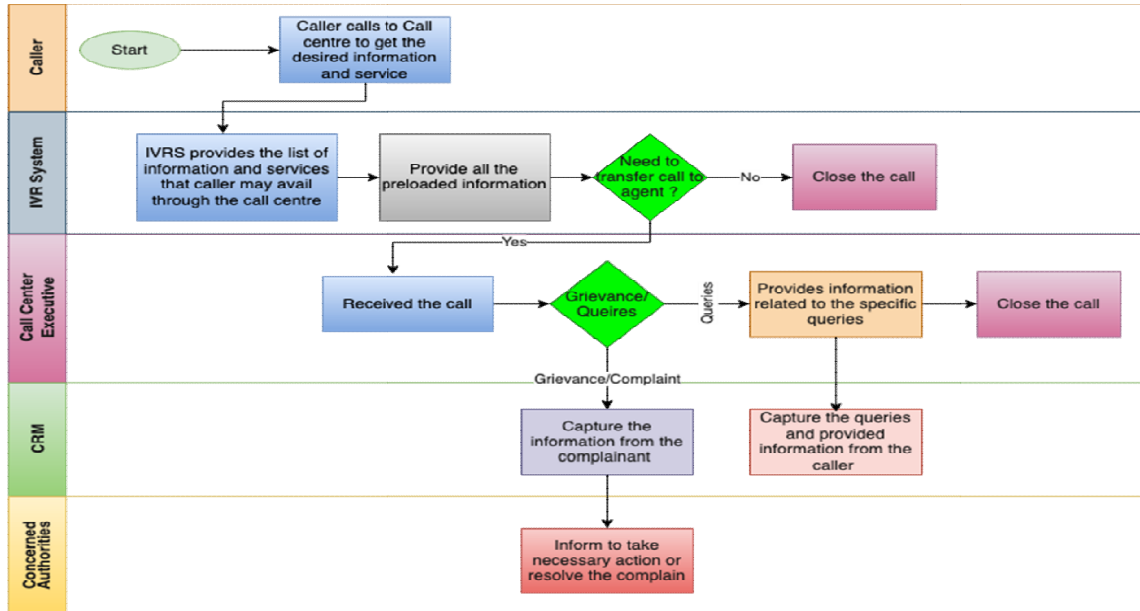 Caller
Start
Caller calls to Call
centre to get the
desired information
and service
IVR System
IVRS provides the list of
information and services
that caller may avail
through the call centre
Provide all the
preloaded information
Need to
transfer call to
agent ?
No
Close the call
Yes
Call Center
Executive
Received the call
Grievance/
Queires
Queries
Provides information
related to the specific
queries
Close the call
Grievance/Complaint
CRM
Capture the
information from the
complainant
Capture the queries
and provided
information from the
caller
Concerned
Authorities
Inform to take
necessary action or
resolve the complain